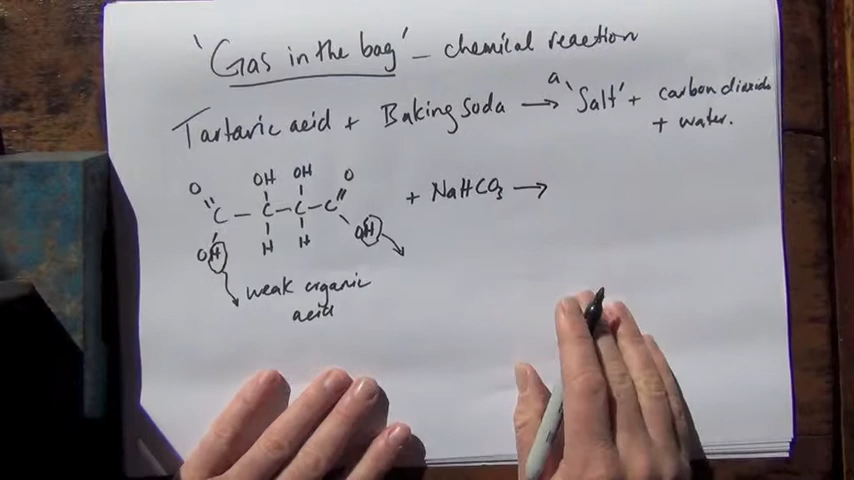 'Gas in the bag' - chemical reaction
Tartaric acid + Baking Soda → a 'Salt' + carbon dioxide
+ water.
O OH OH O
C - C - C - C + NaHCO₃ →
OH H H OH
weak organic
acid